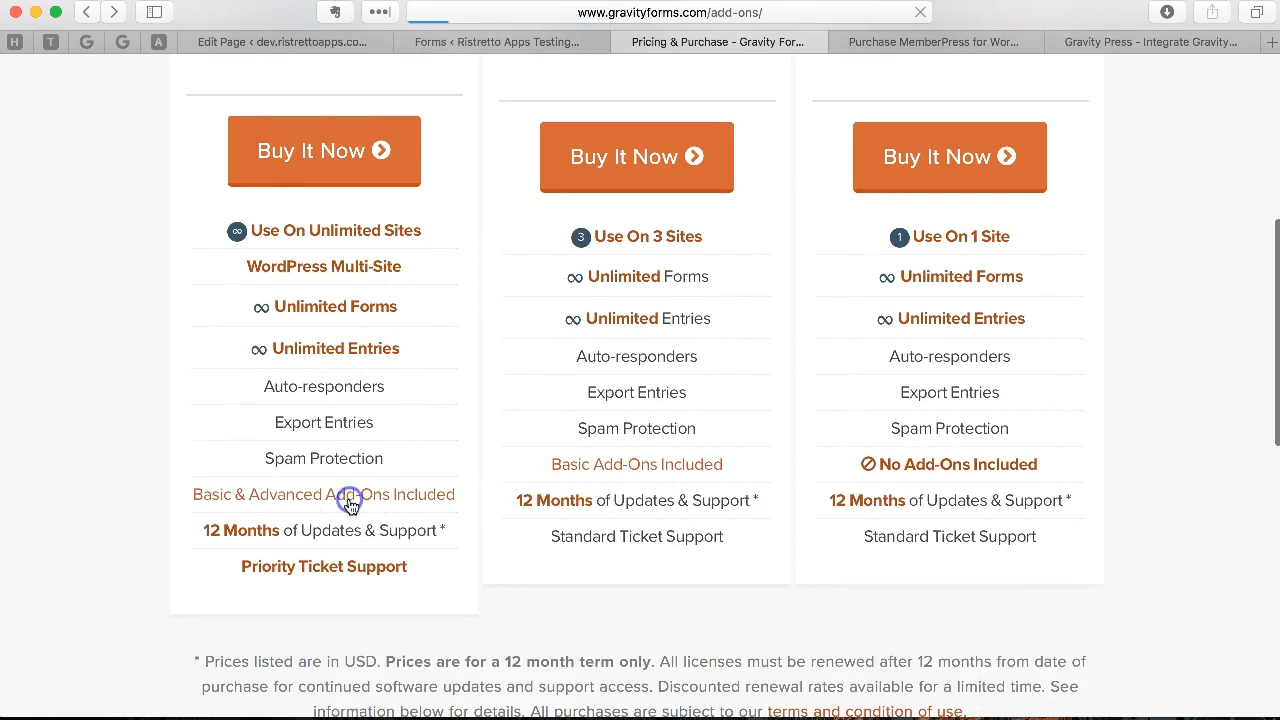 www.gravityforms.com/add-ons/
H
T
G
G
A
Edit Page ‹ dev.ristrettoapps.co...
Forms ‹ Ristretto Apps Testing...
Pricing & Purchase - Gravity For...
Purchase MemberPress for Wor...
Gravity Press - Integrate Gravity...
Buy It Now
∞ Use On Unlimited Sites
WordPress Multi-Site
∞ Unlimited Forms
∞ Unlimited Entries
Auto-responders
Export Entries
Spam Protection
Basic & Advanced Add-Ons Included
12 Months of Updates & Support *
Priority Ticket Support
Buy It Now
3 Use On 3 Sites
∞ Unlimited Forms
∞ Unlimited Entries
Auto-responders
Export Entries
Spam Protection
Basic Add-Ons Included
12 Months of Updates & Support *
Standard Ticket Support
Buy It Now
1 Use On 1 Site
∞ Unlimited Forms
∞ Unlimited Entries
Auto-responders
Export Entries
Spam Protection
No Add-Ons Included
12 Months of Updates & Support *
Standard Ticket Support
* Prices listed are in USD. Prices are for a 12 month term only. All licenses must be renewed after 12 months from date of
purchase for continued software updates and support access. Discounted renewal rates available for a limited time. See
information below for details. All purchases are subject to our terms and condition of use.